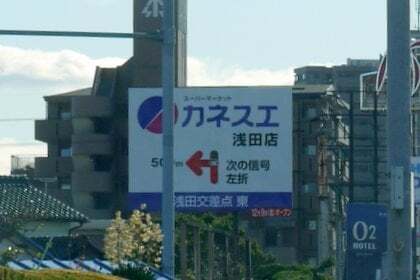 スーパーマーケット
カネスエ
浅田店
次の信号
左折
浅田交差点 東
O2
HOTEL